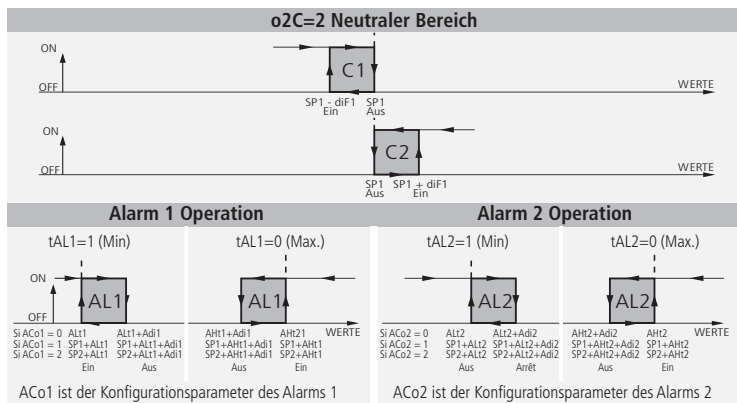 o2C=2 Neutraler Bereich
ON
C1
OFF
WERTE
SP1 - diF1 SP1
Ein Aus
ON
C2
OFF
WERTE
SP1 SP1 + diF1
Aus Ein
Alarm 1 Operation
tAL1=1 (Min) tAL1=0 (Max.)
ON
AL1 AL1
OFF
WERTE
Si ACo1 = 0 ALt1 ALt1+Adi1 AHt1+Adi1 AHt21
Si ACo1 = 1 SP1+ALt1 SP1+ALt1+Adi1 SP1+AHt1+Adi1 SP1+AHt1
Si ACo1 = 2 SP2+ALt1 SP2+ALt1+Adi1 SP2+AHt1+Adi1 SP2+AHt1
Ein Aus Aus Ein
ACo1 ist der Konfigurationsparameter des Alarms 1
Alarm 2 Operation
tAL2=1 (Min) tAL2=0 (Max.)
AL2 AL2
WERTE
Si ACo2 = 0 ALt2 ALt2+Adi2 AHt2+Adi2 AHt2
Si ACo2 = 1 SP1+ALt2 SP1+ALt2+Adi2 SP1+AHt2+Adi2 SP1+AHt2
Si ACo2 = 2 SP2+ALt2 SP2+ALt2+Adi2 SP2+AHt2+Adi2 SP2+AHt2
Aus Arrêt Aus Ein
ACo2 ist der Konfigurationsparameter des Alarms 2